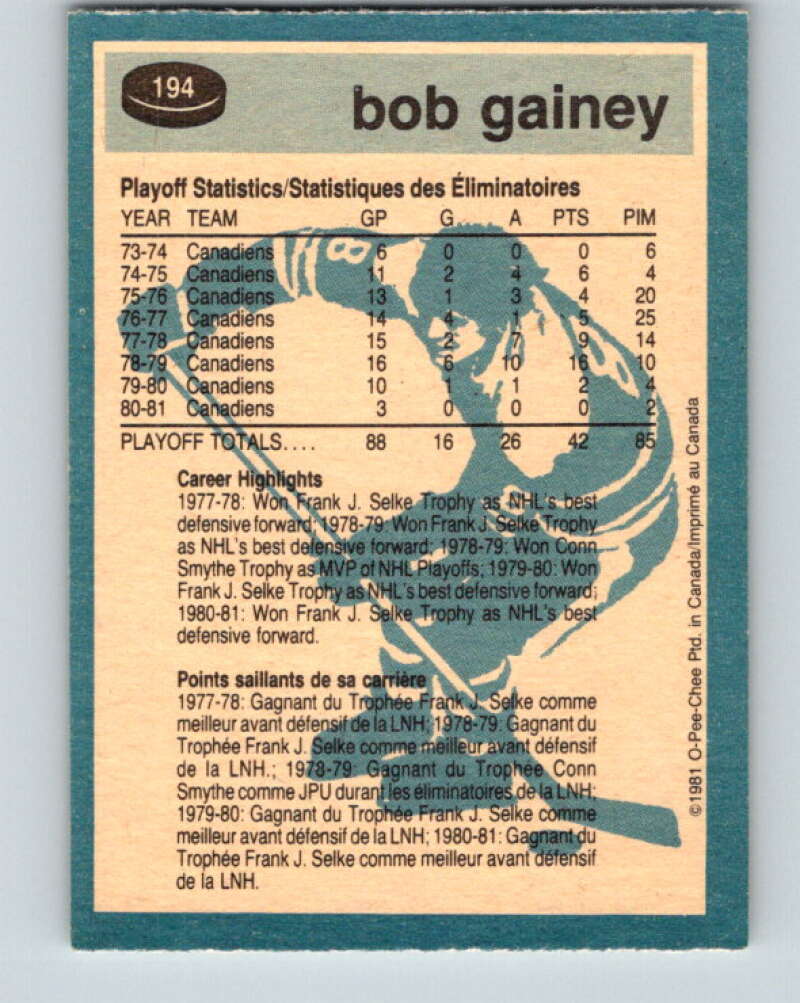 194
bob gainey
Playoff Statistics/Statistiques des Éliminatoires
YEAR TEAM GP G A PTS PIM
73-74 Canadiens 6 0 0 0 6
74-75 Canadiens 11 2 4 6 4
75-76 Canadiens 13 1 3 4 20
76-77 Canadiens 14 4 1 5 25
77-78 Canadiens 15 2 7 9 14
78-79 Canadiens 16 6 10 16 10
79-80 Canadiens 10 1 1 2 4
80-81 Canadiens 3 0 0 0 2
PLAYOFF TOTALS.... 88 16 26 42 85
Career Highlights
1977-78: Won Frank J. Selke Trophy as NHL's best
defensive forward; 1978-79: Won Frank J. Selke Trophy
as NHL's best defensive forward; 1978-79: Won Conn
Smythe Trophy as MVP of NHL Playoffs; 1979-80: Won
Frank J. Selke Trophy as NHL's best defensive forward;
1980-81: Won Frank J. Selke Trophy as NHL's best
defensive forward.
Points saillants de sa carrière
1977-78: Gagnant du Trophée Frank J. Selke comme
meilleur avant défensif de la LNH; 1978-79: Gagnant du
Trophée Frank J. Selke comme meilleur avant défensif
de la LNH.; 1978-79: Gagnant du Trophée Conn
Smythe comme JPU durant les éliminatoires de la LNH;
1979-80: Gagnant du Trophée Frank J. Selke comme
meilleur avant défensif de la LNH; 1980-81: Gagnant du
Trophée Frank J. Selke comme meilleur avant défensif
de la LNH.
©1981 O-Pee-Chee Ptd. in Canada/Imprimé au Canada